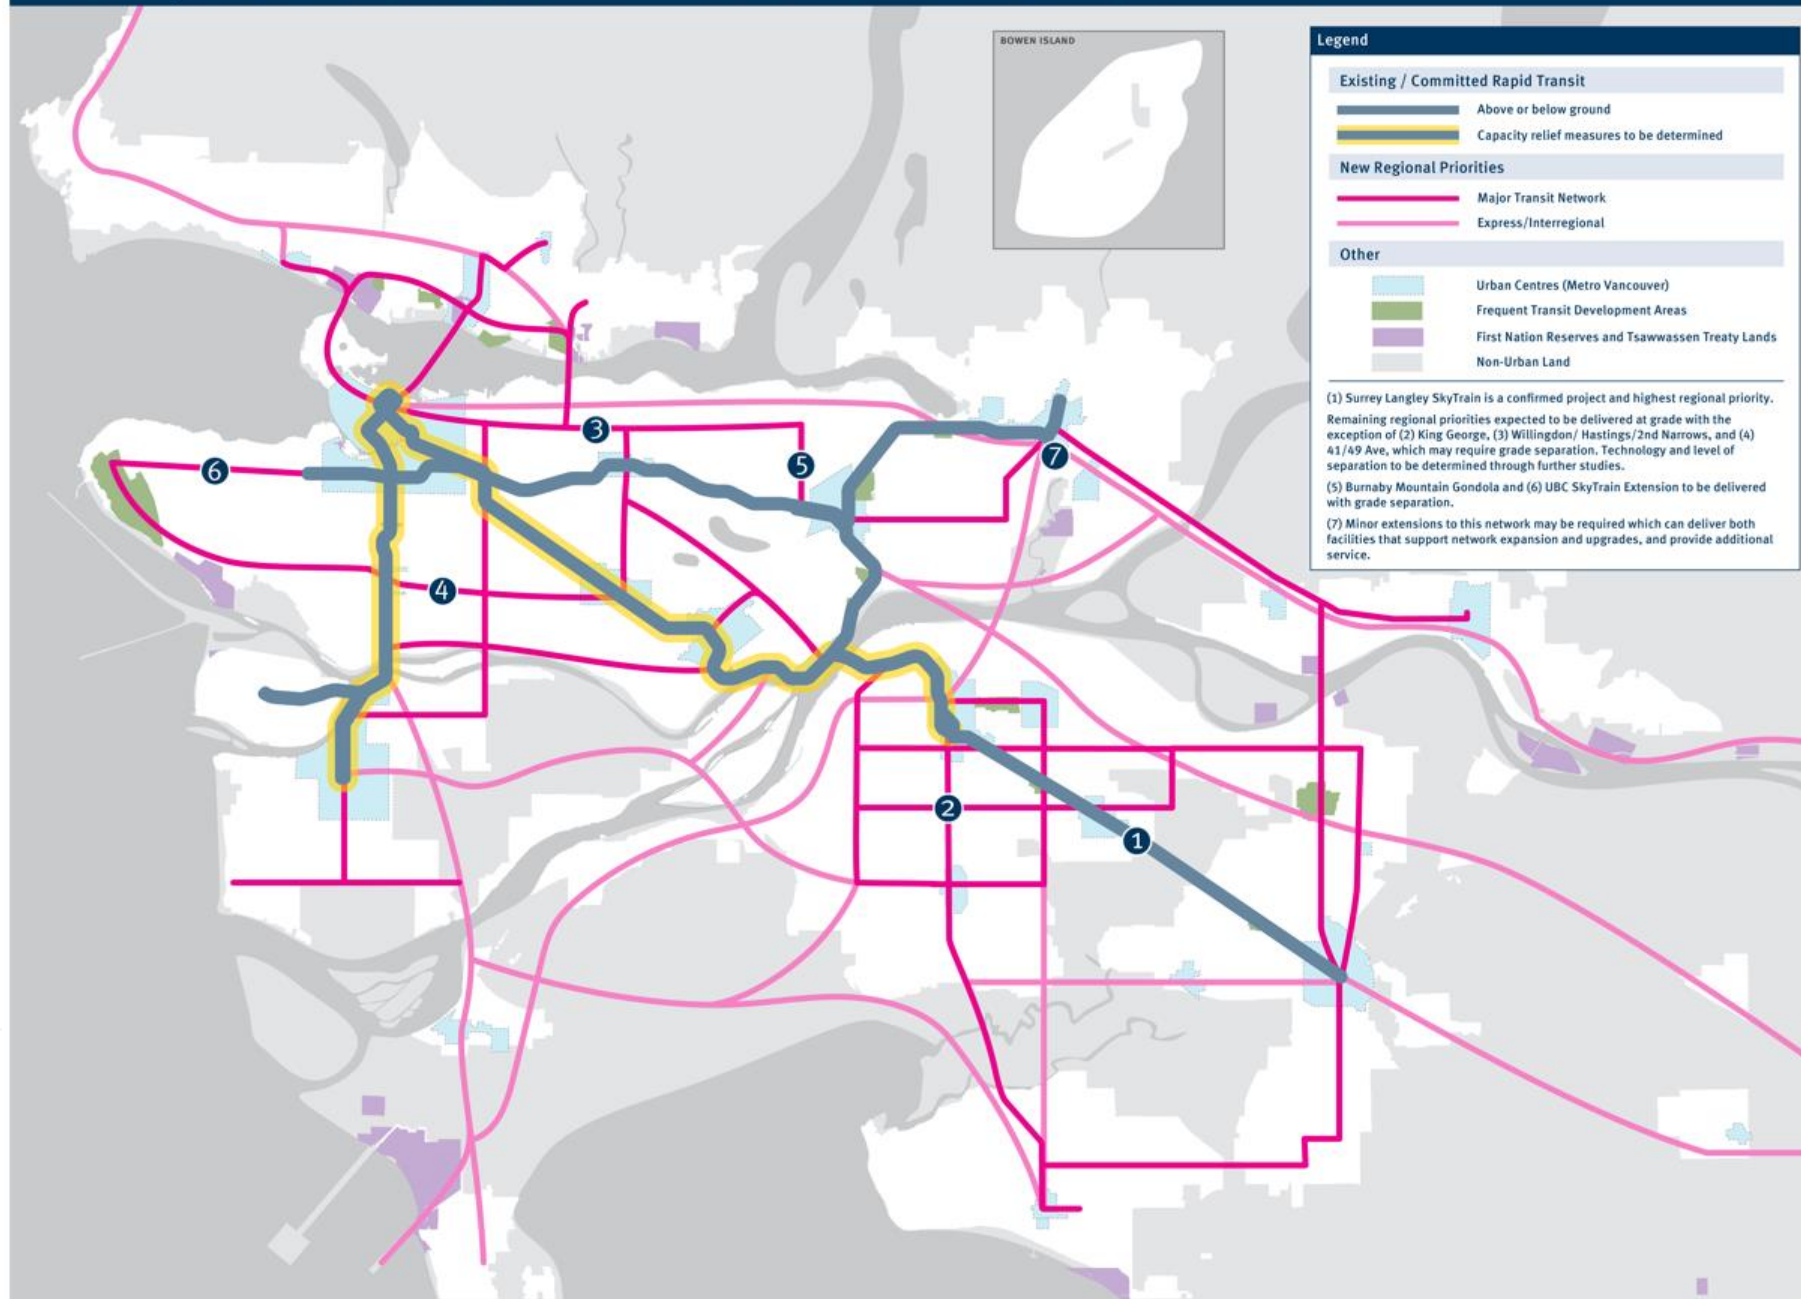 BOWEN ISLAND
Legend
Existing / Committed Rapid Transit
Above or below ground
Capacity relief measures to be determined
New Regional Priorities
Major Transit Network
Express/Interregional
Other
Urban Centres (Metro Vancouver)
Frequent Transit Development Areas
First Nation Reserves and Tsawwassen Treaty Lands
Non-Urban Land
(1) Surrey Langley SkyTrain is a confirmed project and highest regional priority.
Remaining regional priorities expected to be delivered at grade with the
exception of (2) King George, (3) Willingdon/ Hastings/2nd Narrows, and (4)
41/49 Ave, which may require grade separation. Technology and level of
separation to be determined through further studies.
(5) Burnaby Mountain Gondola and (6) UBC SkyTrain Extension to be delivered
with grade separation.
(7) Minor extensions to this network may be required which can deliver both
facilities that support network expansion and upgrades, and provide additional
service.
3
6
5
7
4
2
1